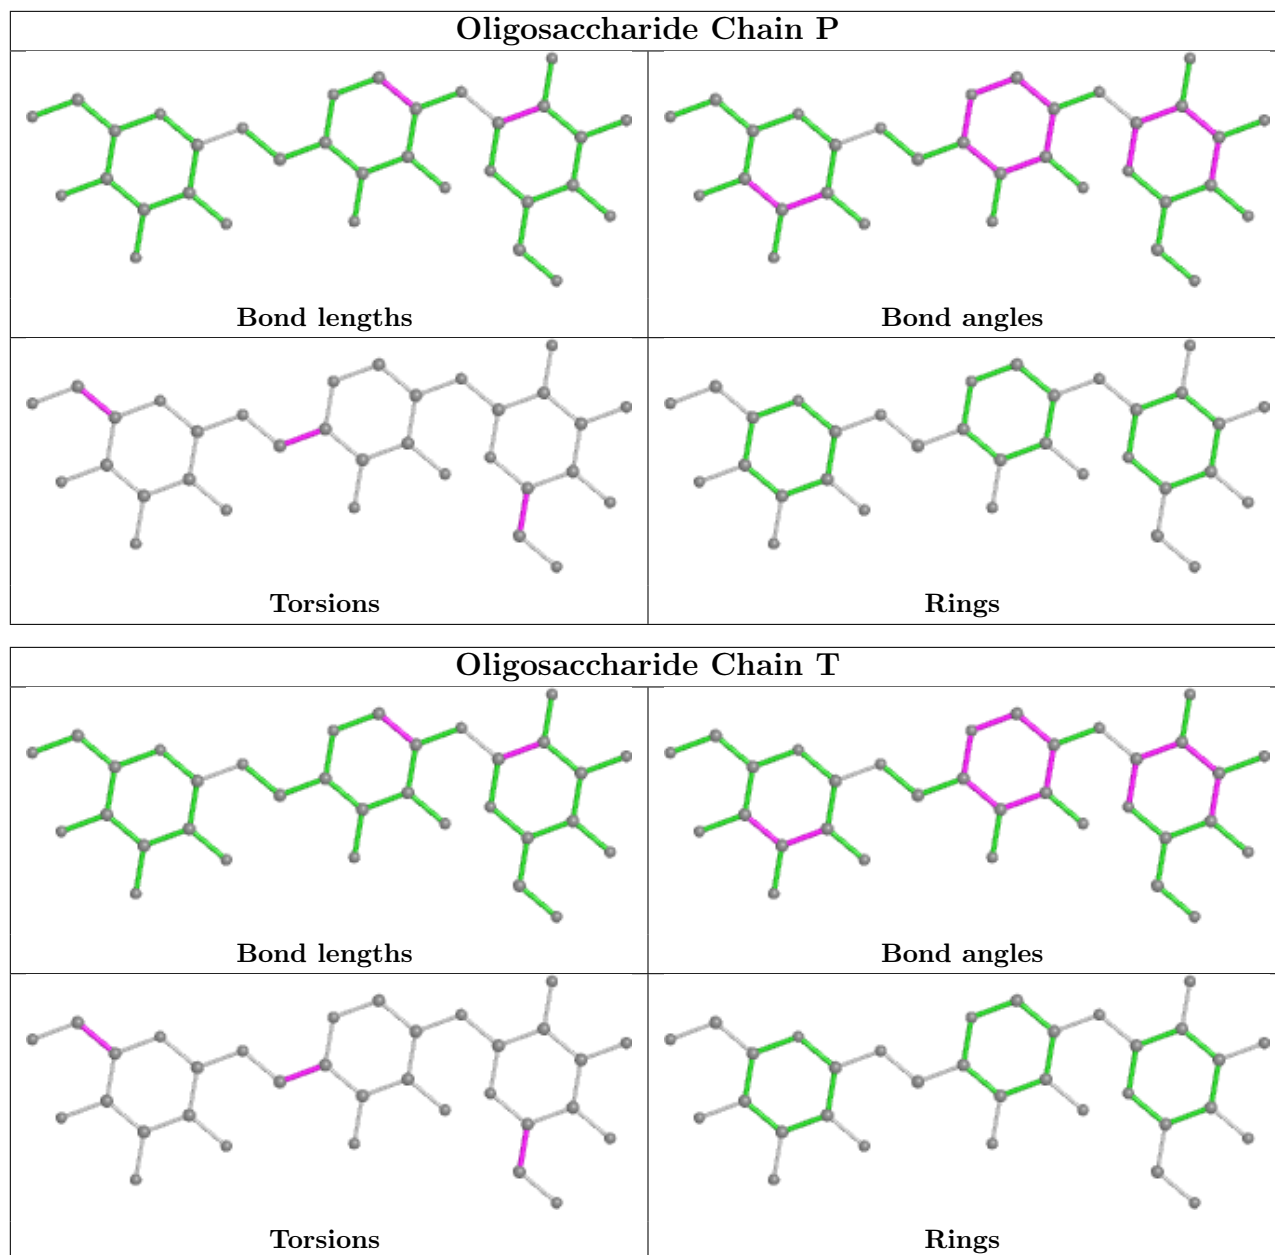 Oligosaccharide Chain P
Bond lengths
Bond angles
Torsions
Rings
Oligosaccharide Chain T
Bond lengths
Bond angles
Torsions
Rings